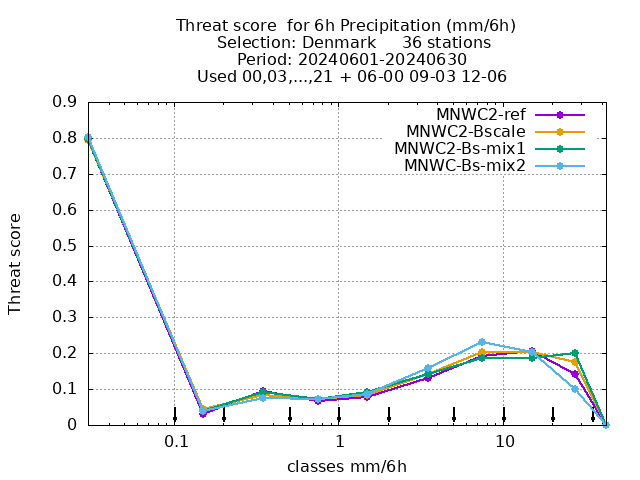 Threat score  for 6h Precipitation (mm/6h)
Selection: Denmark     36 stations
Period: 20240601-20240630
Used 00,03,...,21 + 06-00 09-03 12-06
MNWC2-ref
MNWC2-Bscale
MNWC2-Bs-mix1
MNWC-Bs-mix2
0.9
0.8
0.7
0.6
0.5
0.4
0.3
0.2
0.1
0
Threat score
0.1
1
10
classes mm/6h